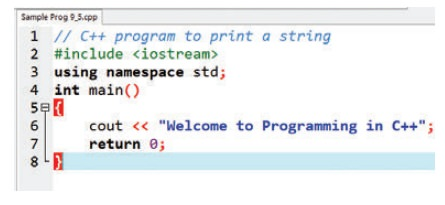 Sample Prog 9_5.cpp
1 // C++ program to print a string
2 #include <iostream>
3 using namespace std;
4 int main()
5 {
6 cout << "Welcome to Programming in C++";
7 return 0;
8 }